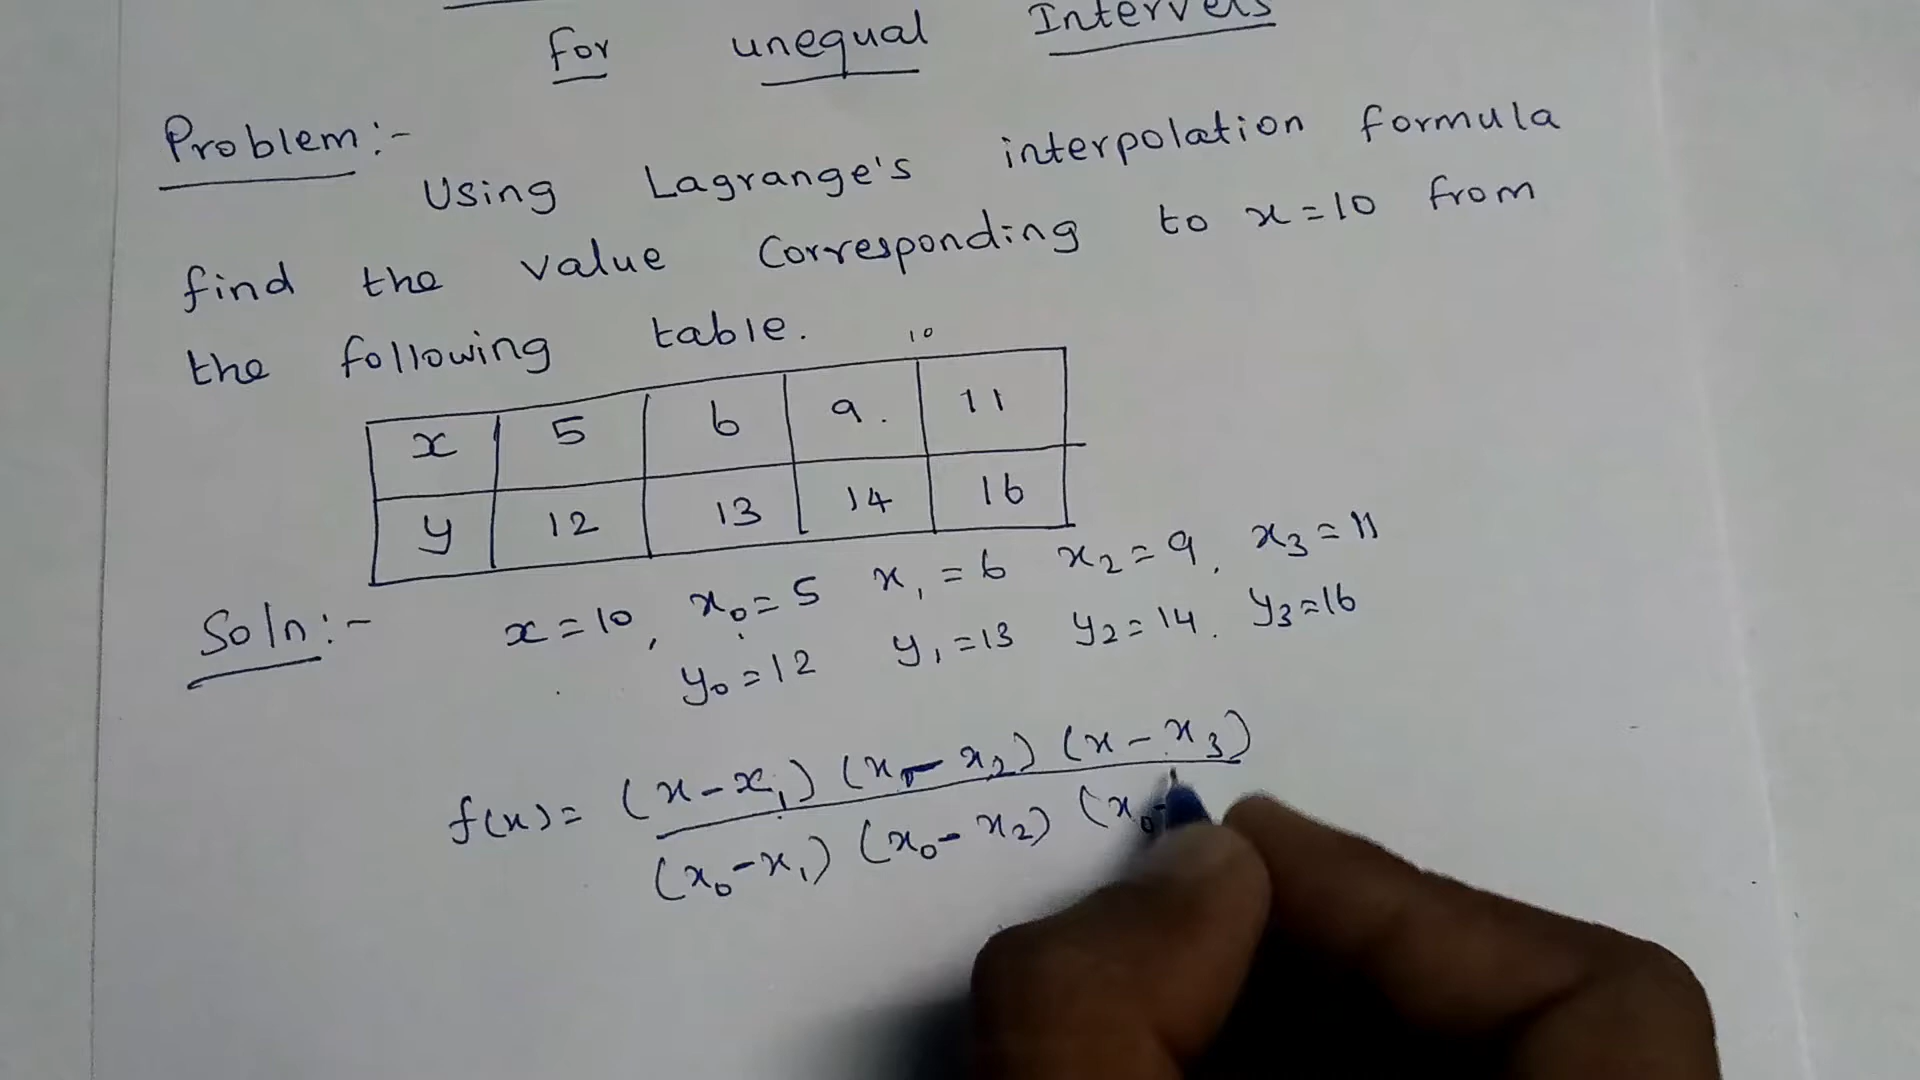 For unequal Intervels
Problem:-
Using Lagrange's interpolation formula
find the value Corresponding to x=10 from
the following table.
10
x 5 6 9. 11
y 12 13 14 16
Soln:- x=10, x₀=5 x₁=6 x₂=9, x₃=11
y₀=12 y₁=13 y₂=14. y₃=16
f(x)= (x-x₁) (x-x₂) (x-x₃)
(x₀-x₁) (x₀-x₂) (x₀-